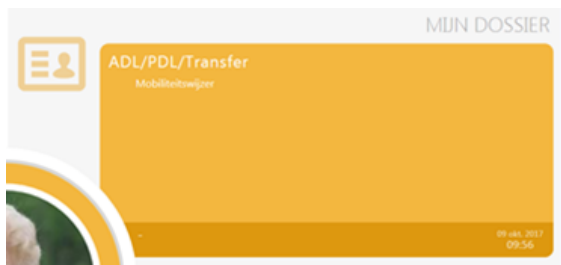 MIJN DOSSIER
ADL/PDL/Transfer
Mobiliteitswijzer
-
09 okt. 2017
09:56